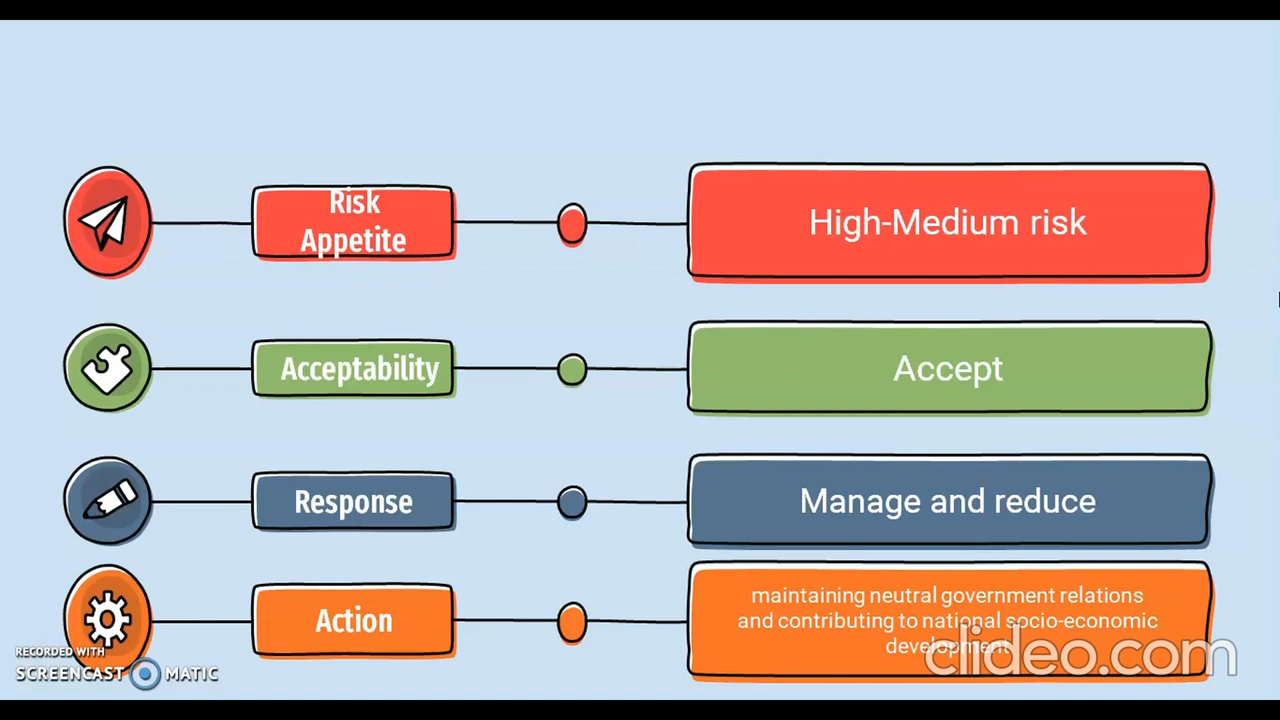 Risk
Appetite
High-Medium risk
Acceptability
Accept
Response
Manage and reduce
Action
maintaining neutral government relations
and contributing to national socio-economic
development
RECORDED WITH
SCREENCAST MATIC
clideo.com